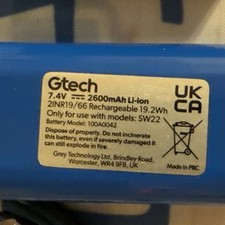 Gtech
7.4V ⎓ 2600mAh Li-ion
2INR19/66 Rechargeable 19.2Wh
Only for use with models: SW22
Battery Model: 100A0042
Dispose of properly. Do not incinerate
this battery, even if severely damaged it
can still explode in fire.
Grey Technology Ltd, Brindley Road,
Worcester, WR4 9FB, UK
UK
CA
Made in PRC